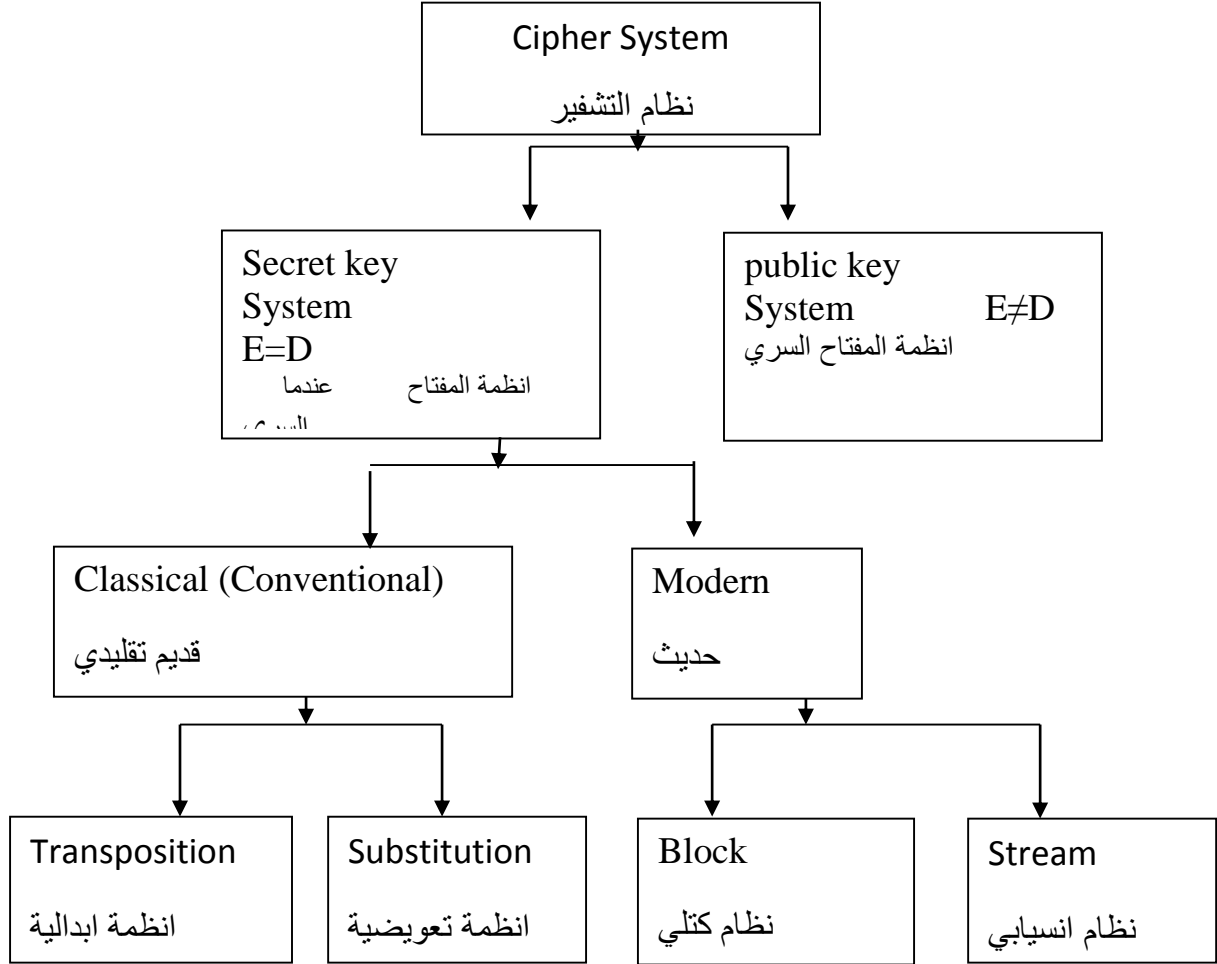 Cipher System
نظام التشفير
Secret key
System
E=D
انظمة المفتاح عندما
public key
System E≠D
انظمة المفتاح السري
Classical (Conventional)
قديم تقليدي
Modern
حديث
Transposition
انظمة ابدالية
Substitution
انظمة تعويضية
Block
نظام كتلي
Stream
نظام انسيابي